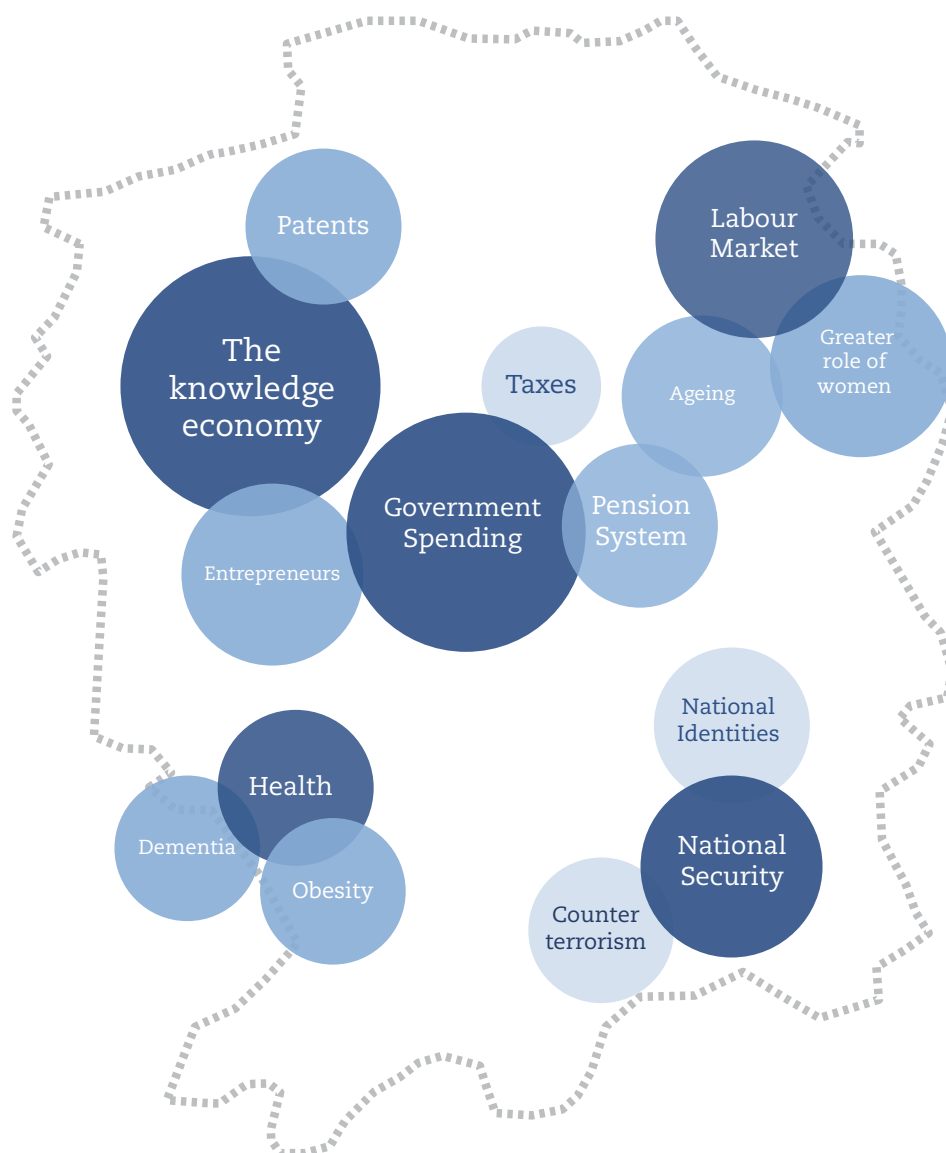 Patents
Labour
Market
The
knowledge
economy
Greater
role of
women
Taxes
Ageing
Government
Spending
Pension
System
Entrepreneurs
National
Identities
Health
Dementia
Obesity
National
Security
Counter
terrorism